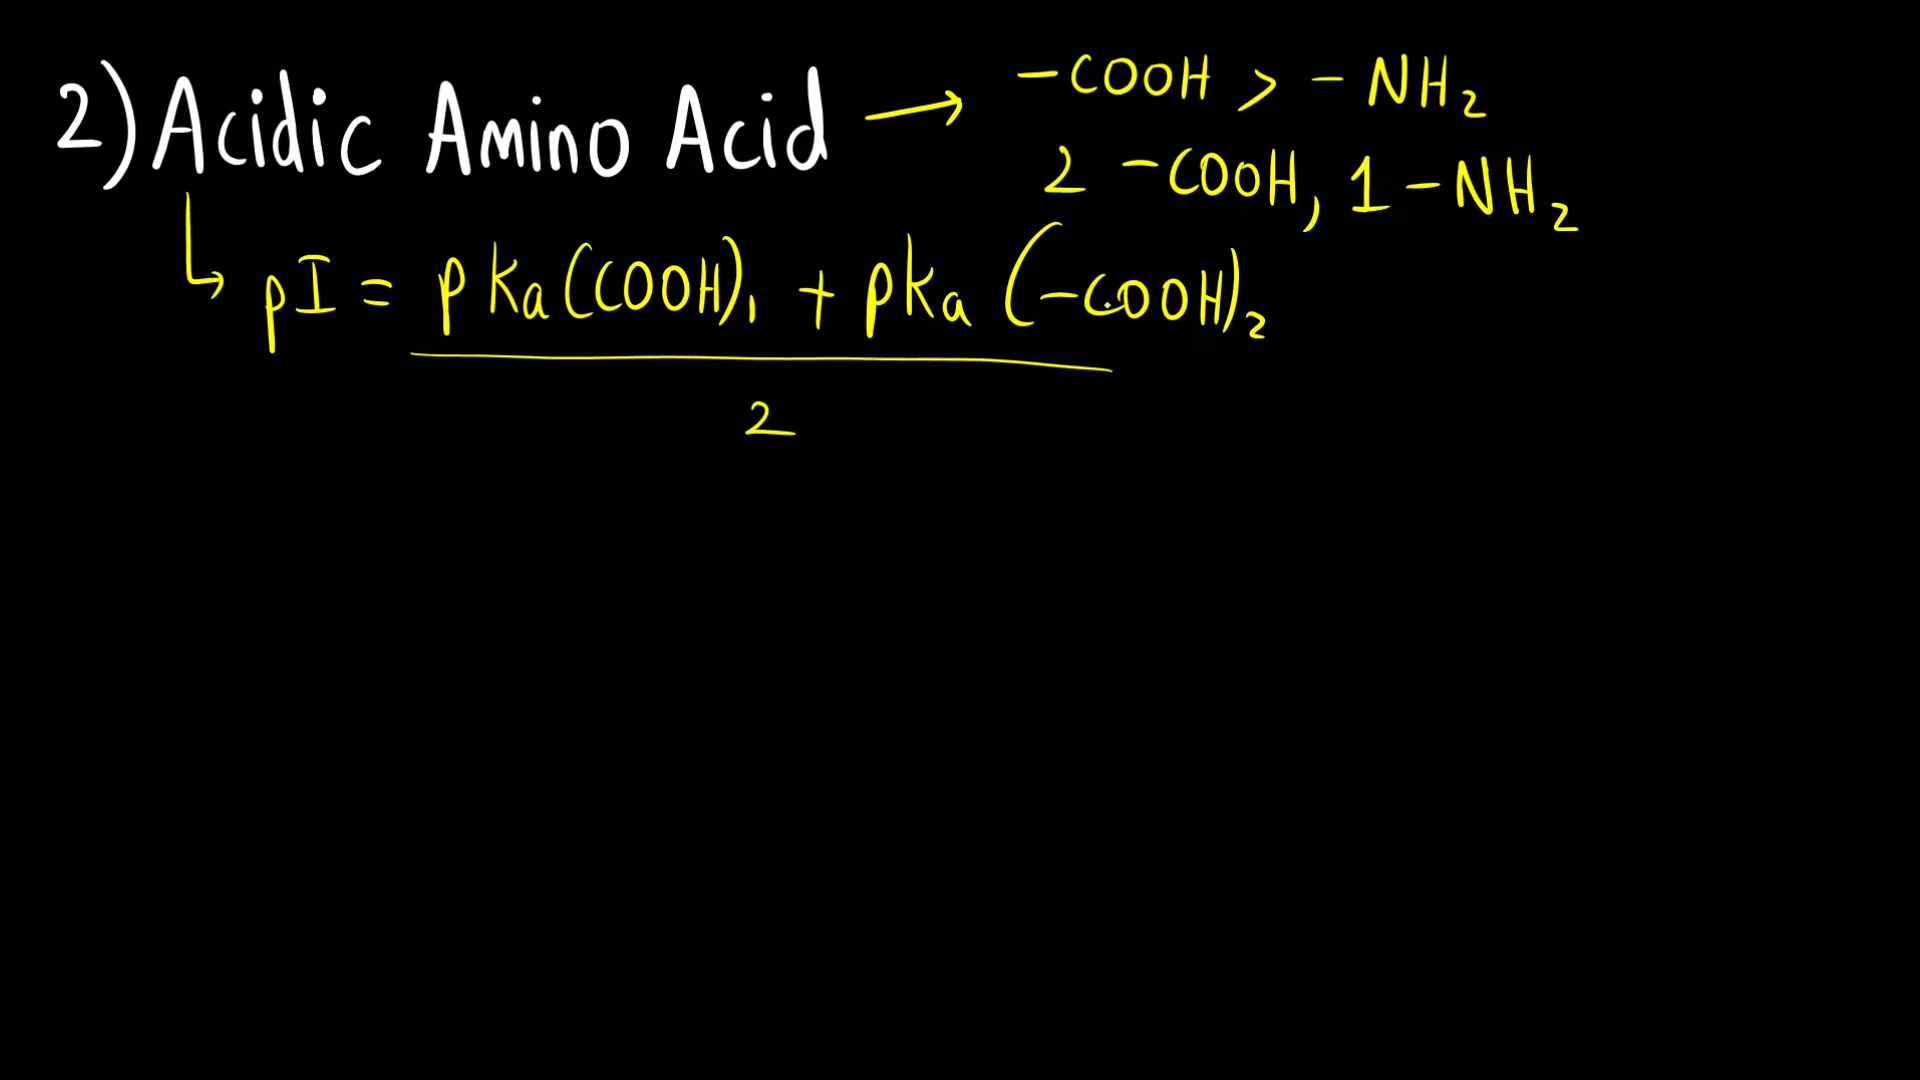 2) Acidic Amino Acid → -COOH > -NH₂
2 -COOH, 1 -NH₂
↳ pI = pKa(COOH)₁ + pka (-COOH)₂
2